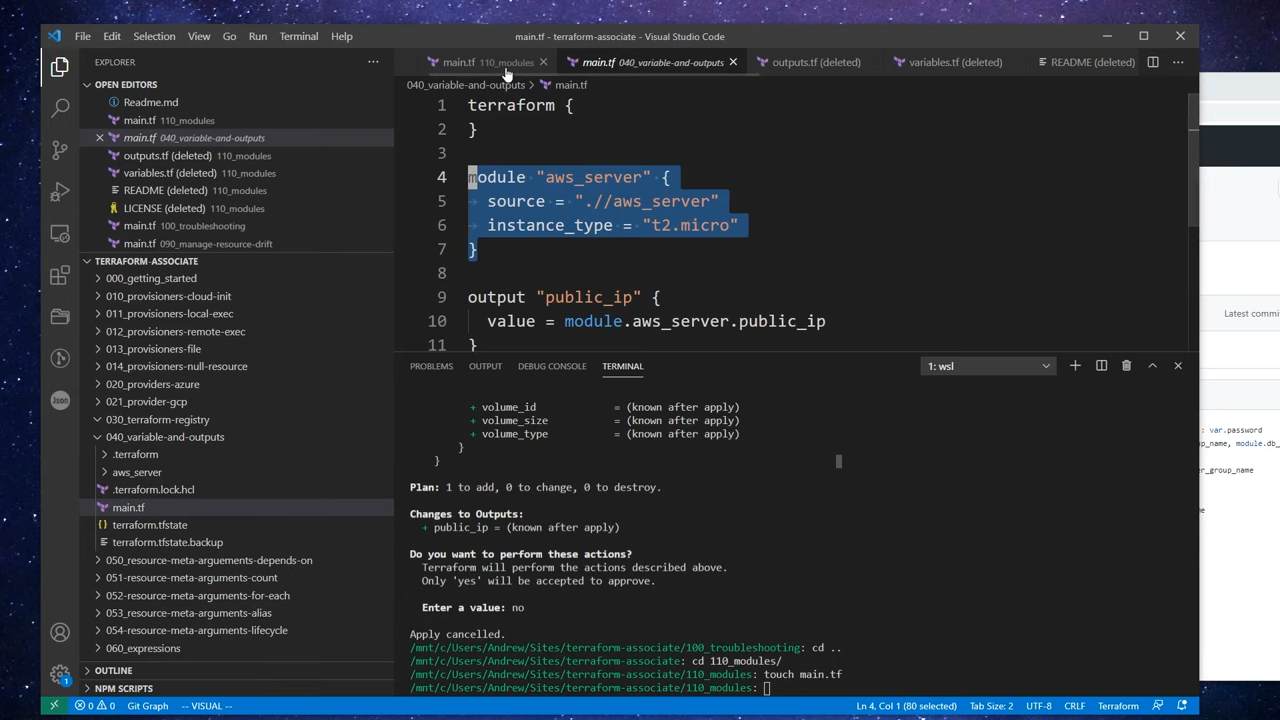 File Edit Selection View Go Run Terminal Help
main.tf - terraform-associate - Visual Studio Code
EXPLORER
OPEN EDITORS
Readme.md
main.tf 110_modules
main.tf 040_variable-and-outputs
outputs.tf (deleted) 110_modules
variables.tf (deleted) 110_modules
README (deleted) 110_modules
LICENSE (deleted) 110_modules
main.tf 100_troubleshooting
main.tf 090_manage-resource-drift
TERRAFORM-ASSOCIATE
000_getting_started
010_provisioners-cloud-init
011_provisioners-local-exec
012_provisioners-remote-exec
013_provisioners-file
014_provisioners-null-resource
020_providers-azure
021_provider-gcp
030_terraform-registry
040_variable-and-outputs
.terraform
aws_server
.terraform.lock.hcl
main.tf
terraform.tfstate
terraform.tfstate.backup
050_resource-meta-arguements-depends-on
051-resource-meta-arguments-count
052-resource-meta-arguments-for-each
053_resource-meta-arguments-alias
054-resource-meta-arguments-lifecycle
060_expressions
OUTLINE
NPM SCRIPTS
main.tf 110_modules
main.tf 040_variable-and-outputs
outputs.tf (deleted)
variables.tf (deleted)
README (deleted)
040_variable-and-outputs > main.tf
1 terraform {
2 }
3
4 module "aws_server" {
5 source = ".//aws_server"
6 instance_type = "t2.micro"
7 }
8
9 output "public_ip" {
10 value = module.aws_server.public_ip
11 }
PROBLEMS OUTPUT DEBUG CONSOLE TERMINAL
1: wsl
+ volume_id = (known after apply)
+ volume_size = (known after apply)
+ volume_type = (known after apply)
}
}
Plan: 1 to add, 0 to change, 0 to destroy.
Changes to Outputs:
+ public_ip = (known after apply)
Do you want to perform these actions?
Terraform will perform the actions described above.
Only 'yes' will be accepted to approve.
Enter a value: no
Apply cancelled.
/mnt/c/Users/Andrew/Sites/terraform-associate/100_troubleshooting: cd ..
/mnt/c/Users/Andrew/Sites/terraform-associate: cd 110_modules/
/mnt/c/Users/Andrew/Sites/terraform-associate/110_modules: touch main.tf
/mnt/c/Users/Andrew/Sites/terraform-associate/110_modules:
Json
1
0 0 Git Graph -- VISUAL --
Ln 4, Col 1 (80 selected) Tab Size: 2 UTF-8 CRLF Terraform
Latest commi
: var.password
p_name, module.db_
er_group_name